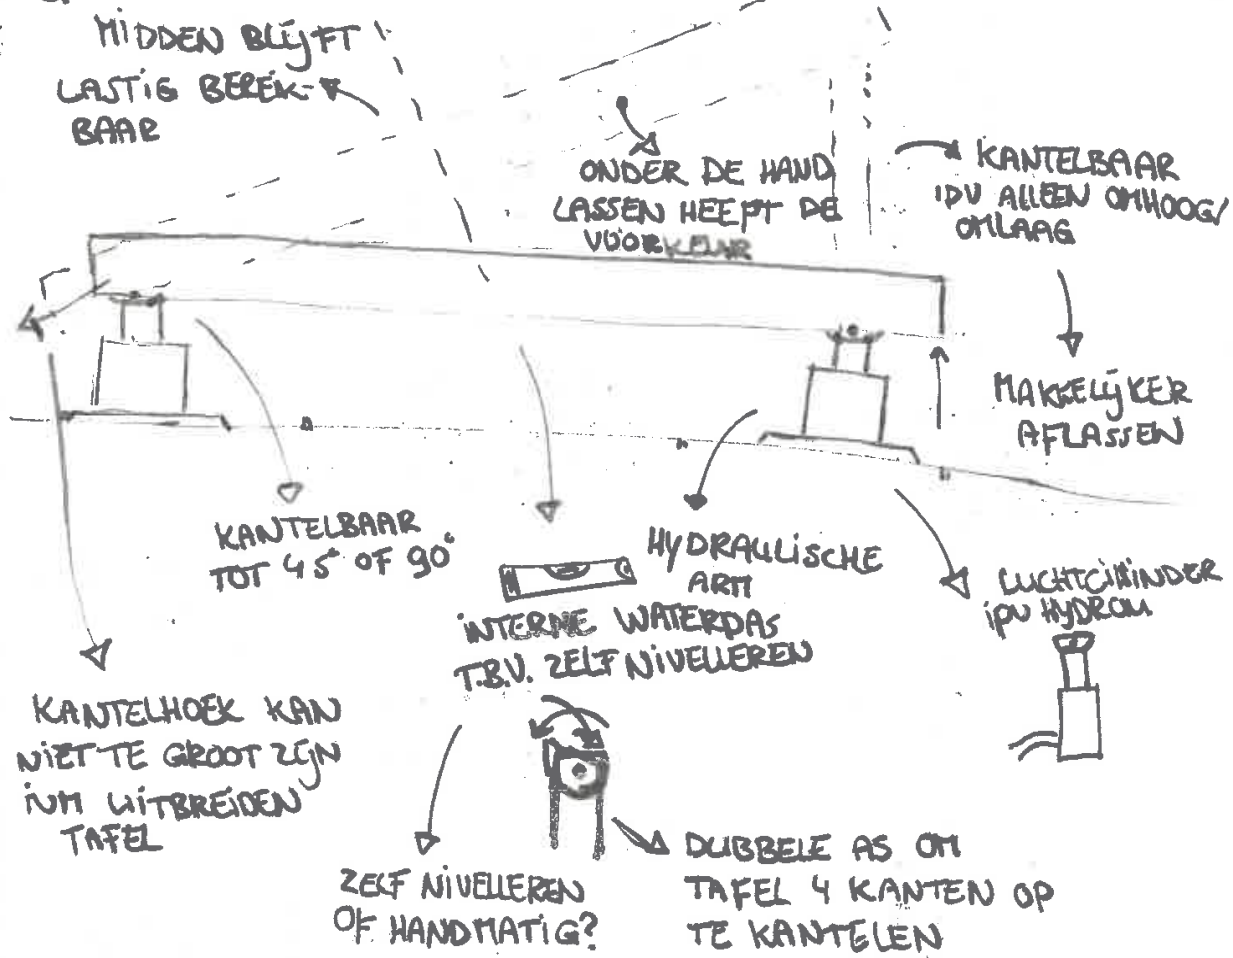 MIDDEN BLIJFT
LASTIG BEREK-
BAAR
ONDER DE HAND
LASSEN HEEFT DE
VOORKEUR
KANTELBAAR
IPV ALLEEN OMHOOG/
OMLAAG
MAKKELIJKER
AFLASSEN
KANTELBAAR
TOT 45° OF 90°
HYDRAULISCHE
ARM
INTERNE WATERPAS
T.B.V. ZELF NIVELLEREN
LUCHTCILINDER
IPV HYDROM
KANTELHOEK KAN
NIET TE GROOT ZIJN
IVM UITBREIDEN
TAFEL
ZELF NIVELLEREN
OF HANDMATIG?
DUBBELE AS OM
TAFEL 4 KANTEN OP
TE KANTELEN